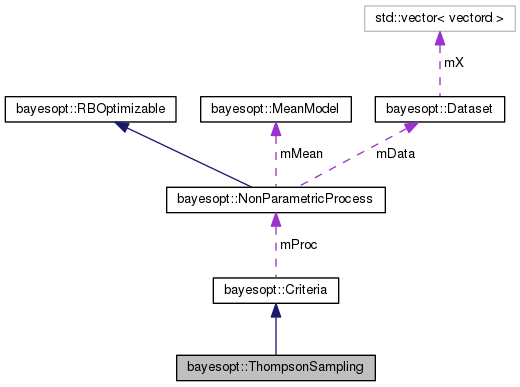 std::vector< vectord >
mX
bayesopt::RBOptimizable
bayesopt::MeanModel
bayesopt::Dataset
mMean
mData
bayesopt::NonParametricProcess
mProc
bayesopt::Criteria
bayesopt::ThompsonSampling